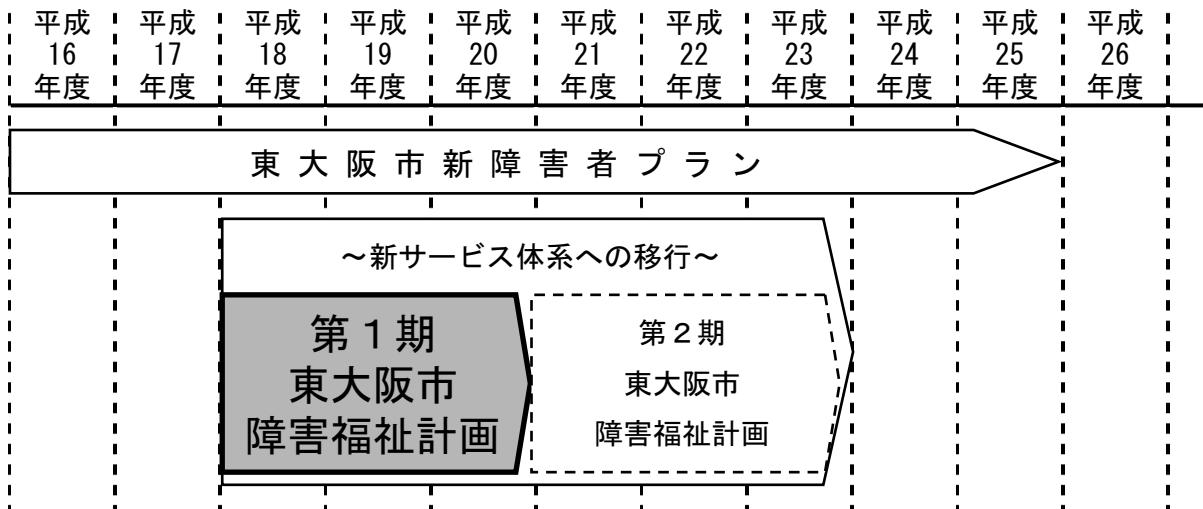 平成 平成 平成 平成 平成 平成 平成 平成 平成 平成 平成
16 17 18 19 20 21 22 23 24 25 26
年度 年度 年度 年度 年度 年度 年度 年度 年度 年度 年度
東大阪市新障害者プラン
～新サービス体系への移行～
第１期
東大阪市
障害福祉計画
第２期
東大阪市
障害福祉計画